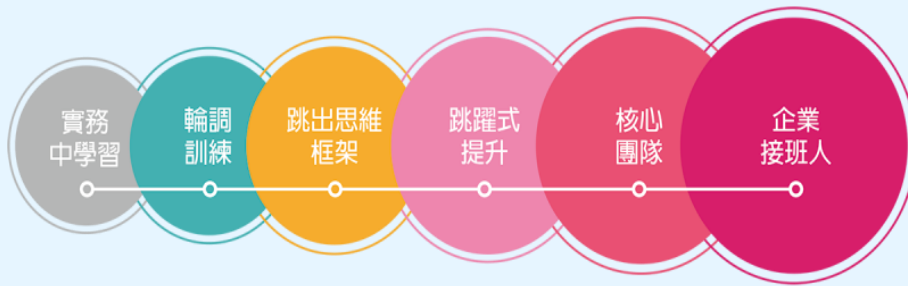 實務
中學習
輪調
訓練
跳出思維
框架
跳躍式
提升
核心
團隊
企業
接班人